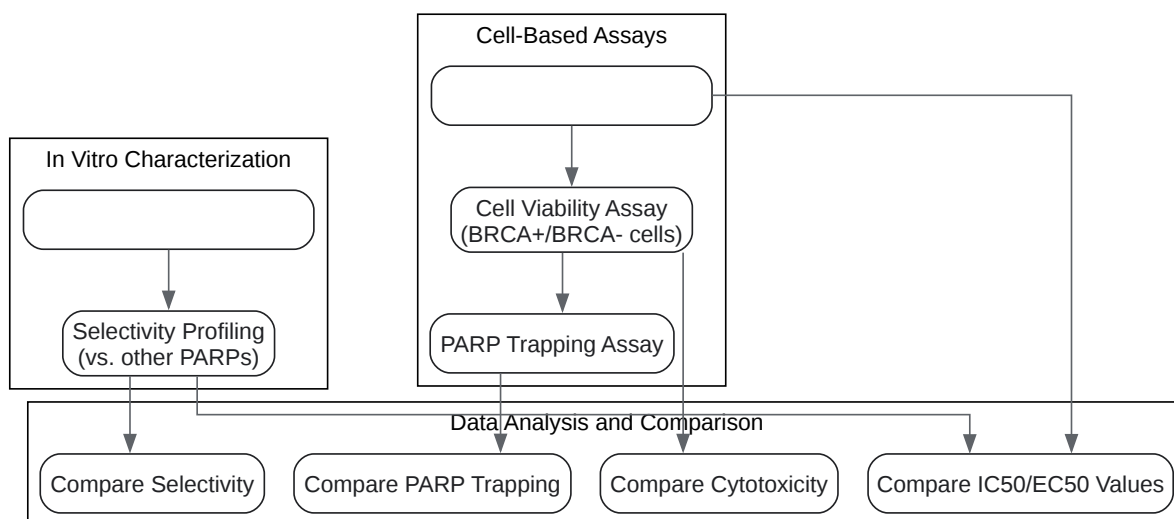 Cell-Based Assays
In Vitro Characterization
Cell Viability Assay
(BRCA+/BRCA- cells)
Selectivity Profiling
(vs. other PARPs)
PARP Trapping Assay
Data Analysis and Comparison
Compare Selectivity
Compare PARP Trapping
Compare Cytotoxicity
Compare IC50/EC50 Values